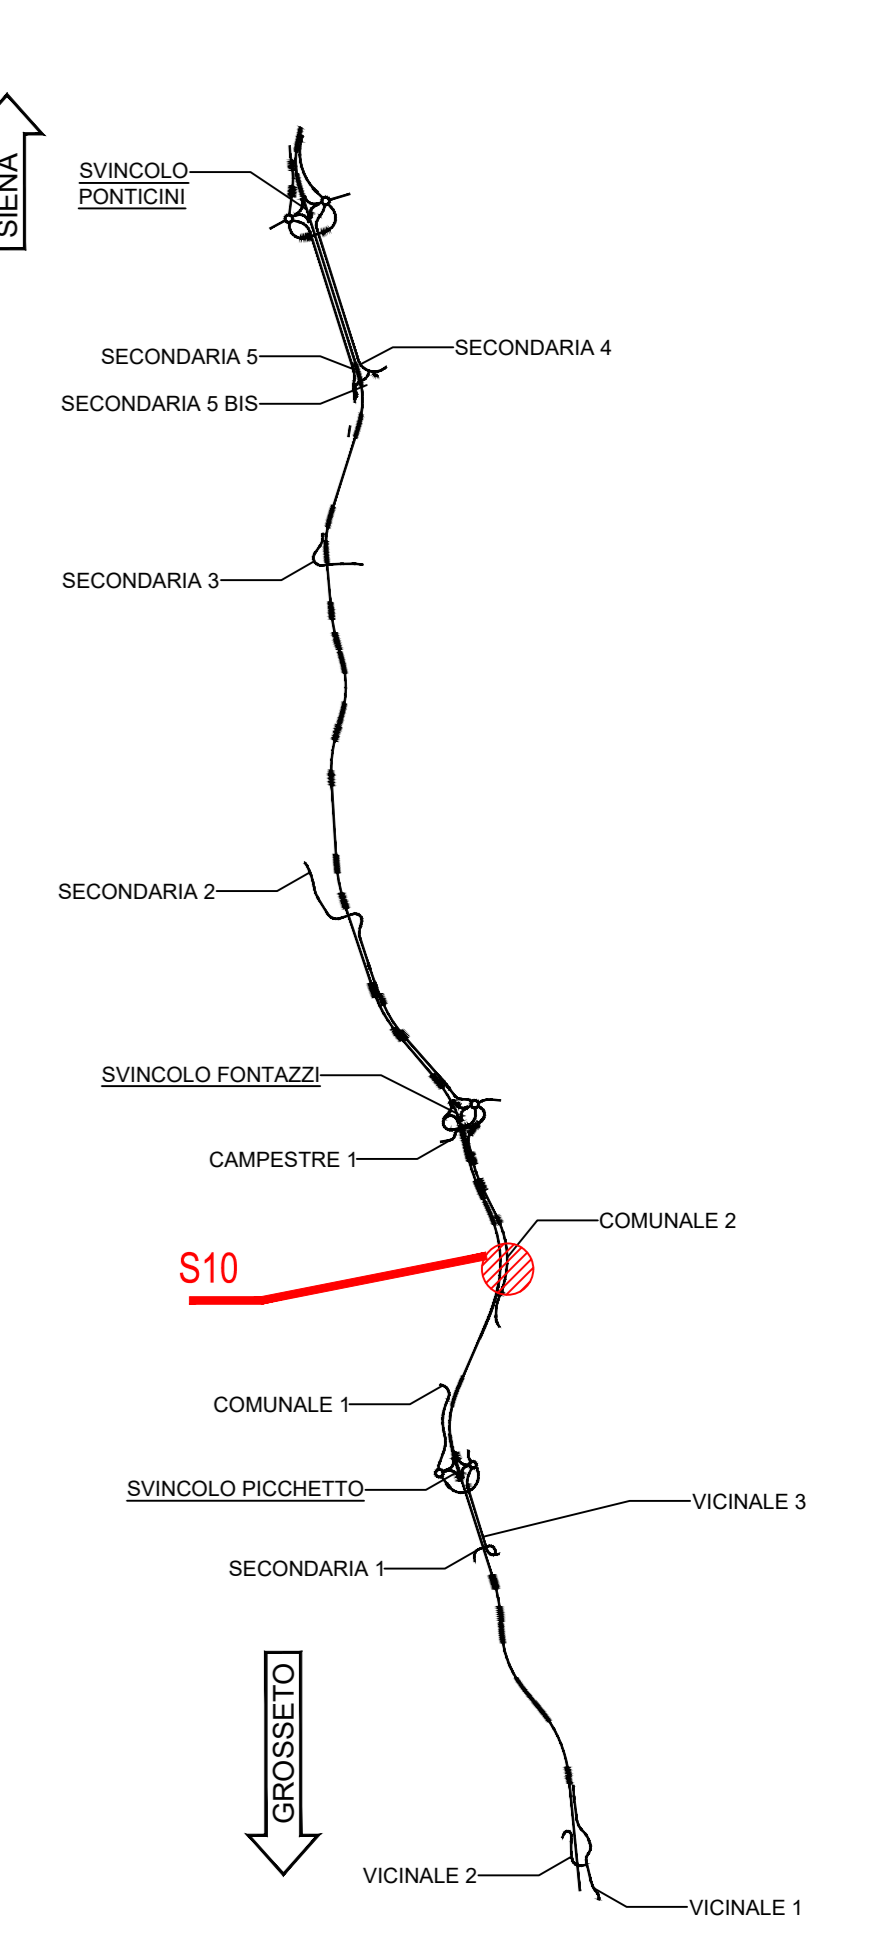 SIENA
SVINCOLO
PONTICINI
SECONDARIA 4
SECONDARIA 5
SECONDARIA 5 BIS
SECONDARIA 3
SECONDARIA 2
SVINCOLO FONTAZZI
CAMPESTRE 1
COMUNALE 2
S10
COMUNALE 1
SVINCOLO PICCHETTO
VICINALE 3
SECONDARIA 1
GROSSETO
VICINALE 2
VICINALE 1